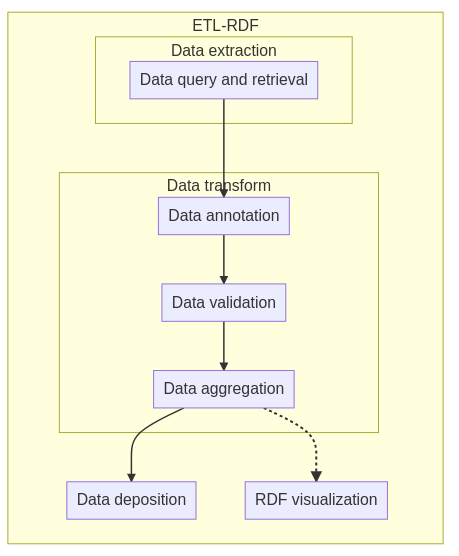 ETL-RDF
Data extraction
Data query and retrieval
Data transform
Data annotation
Data validation
Data aggregation
Data deposition
RDF visualization